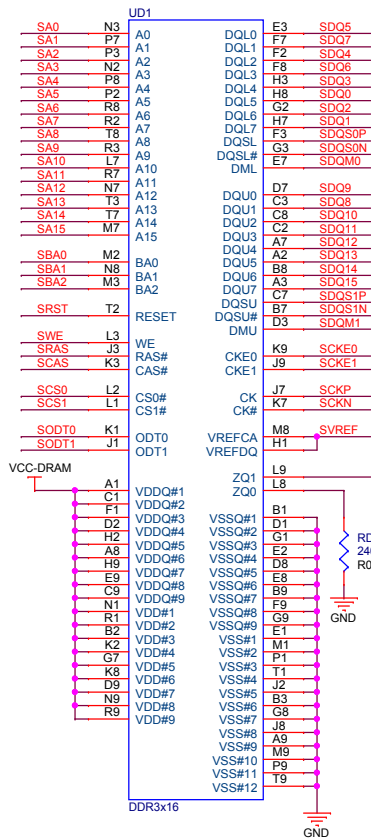 UD1
SA0 N3 A0 DQL0 E3 SDQ5
SA1 P7 A1 DQL1 F7 SDQ7
SA2 P3 A2 DQL2 F2 SDQ4
SA3 N2 A3 DQL3 F8 SDQ6
SA4 P8 A4 DQL4 H3 SDQ3
SA5 P2 A5 DQL5 H8 SDQ0
SA6 R8 A6 DQL6 G2 SDQ2
SA7 R2 A7 DQL7 H7 SDQ1
SA8 T8 A8 DQSL F3 SDQS0P
SA9 R3 A9 DQSL# G3 SDQS0N
SA10 L7 A10 DML E7 SDQM0
SA11 R7 A11
SA12 N7 A12 DQU0 D7 SDQ9
SA13 T3 A13 DQU1 C3 SDQ8
SA14 T7 A14 DQU2 C8 SDQ10
SA15 M7 A15 DQU3 C2 SDQ11
DQU4 A7 SDQ12
SBA0 M2 BA0 DQU5 A2 SDQ13
SBA1 N8 BA1 DQU6 B8 SDQ14
SBA2 M3 BA2 DQU7 A3 SDQ15
DQSU C7 SDQS1P
SRST T2 RESET DQSU# B7 SDQS1N
DMU D3 SDQM1
SWE L3 WE
SRAS J3 RAS# CKE0 K9 SCKE0
SCAS K3 CAS# CKE1 J9 SCKE1
SCS0 L2 CS0# CK J7 SCKP
SCS1 L1 CS1# CK# K7 SCKN
SODT0 K1 ODT0 VREFCA M8 SVREF
SODT1 J1 ODT1 VREFDQ H1
VCC-DRAM
ZQ1 L9
A1 VDDQ#1 ZQ0 L8
C1 VDDQ#2
F1 VDDQ#3 VSSQ#1 B1
D2 VDDQ#4 VSSQ#2 D1
H2 VDDQ#5 VSSQ#3 G1
A8 VDDQ#6 VSSQ#4 E2
H9 VDDQ#7 VSSQ#5 D8
E9 VDDQ#8 VSSQ#6 E8
C9 VDDQ#9 VSSQ#7 B9
N1 VDD#1 VSSQ#8 F9
R1 VDD#2 VSSQ#9 G9
B2 VDD#3 VSS#1 E1
K2 VDD#4 VSS#2 M1
G7 VDD#5 VSS#3 P1
K8 VDD#6 VSS#4 T1
D9 VDD#7 VSS#5 J2
N9 VDD#8 VSS#6 B3
R9 VDD#9 VSS#7 G8
VSS#8 J8
VSS#9 A9
VSS#10 M9
VSS#11 P9
VSS#12 T9
RD
24
R0
GND
DDR3x16
GND